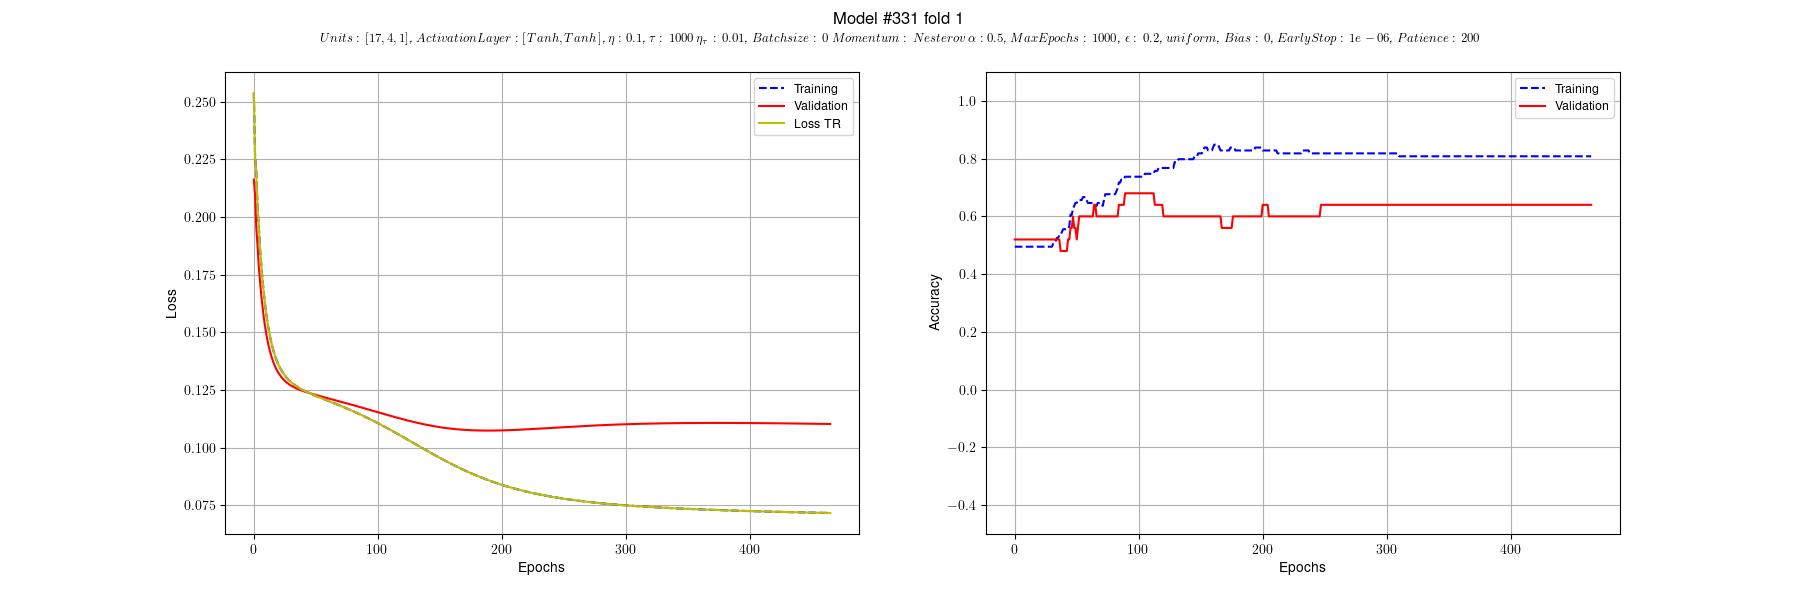 Model #331 fold 1
Units : [17, 4, 1], ActivationLayer : [Tanh, Tanh], η : 0.1, τ : 1000 ητ : 0.01, Batchsize : 0 Momentum : Nesterov α : 0.5, MaxEpochs : 1000, ϵ : 0.2, uniform, Bias : 0, EarlyStop : 1e − 06, Patience : 200
0.250
0.225
0.200
0.175
0.150
0.125
0.100
0.075
Loss
0 100 200 300 400
Epochs
Training
Validation
Loss TR
1.0
0.8
0.6
0.4
0.2
0.0
−0.2
−0.4
Accuracy
0 100 200 300 400
Epochs
Training
Validation